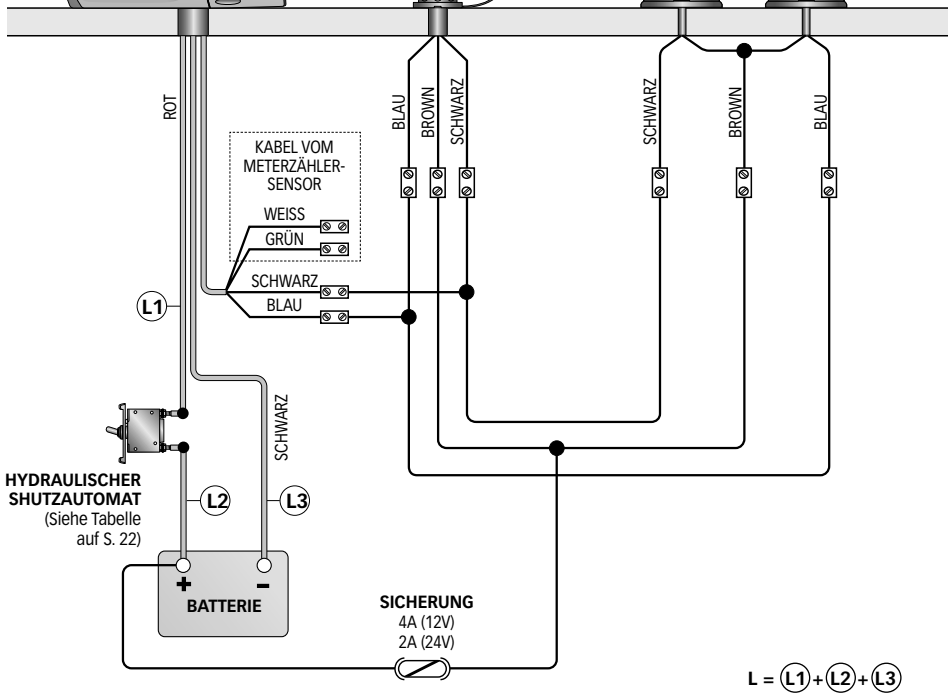 ROT
BLAU
BROWN
SCHWARZ
SCHWARZ
BROWN
BLAU
KABEL VOM
METERZÄHLER-
SENSOR
WEISS
GRÜN
SCHWARZ
BLAU
L1
SCHWARZ
HYDRAULISCHER
SHUTZAUTOMAT
(Siehe Tabelle
auf S. 22)
L2
L3
+
–
BATTERIE
SICHERUNG
4A (12V)
2A (24V)
L = L1 + L2 + L3